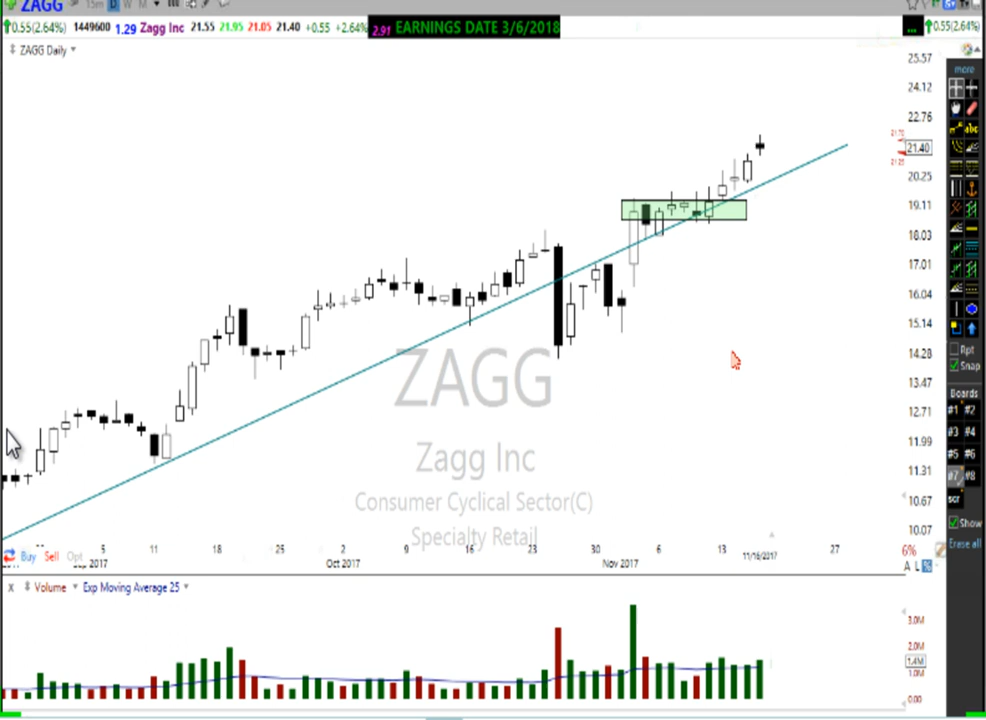 ZAGG 15m D W M
0.55(2.64%) 1449600 1.29 Zagg Inc 21.55 21.95 21.05 21.40 +0.55 +2.64% 2.91 EARNINGS DATE 3/6/2018 ... 0.55(2.64%)
ZAGG Daily
more
25.57
24.12
22.76
21.40
20.25
19.11
18.03
17.01
16.04
15.14
14.28
13.47
12.71
11.99
11.31
10.67
10.07
abc
Rpt
Snap
Boards
#1 #2
#3 #4
#5 #6
#7 #8
scr
Show
Erase all
ZAGG
Zagg Inc
Consumer Cyclical Sector(C)
Specialty Retail
Buy Sell Opt
5 11 18 25 2 9 16 23 30 6 13 11/16/2017 27 6%
Sep 2017 Oct 2017 Nov 2017 A L %
X Volume Exp Moving Average 25
3.0M
2.0M
1.4M
1.0M
0.00